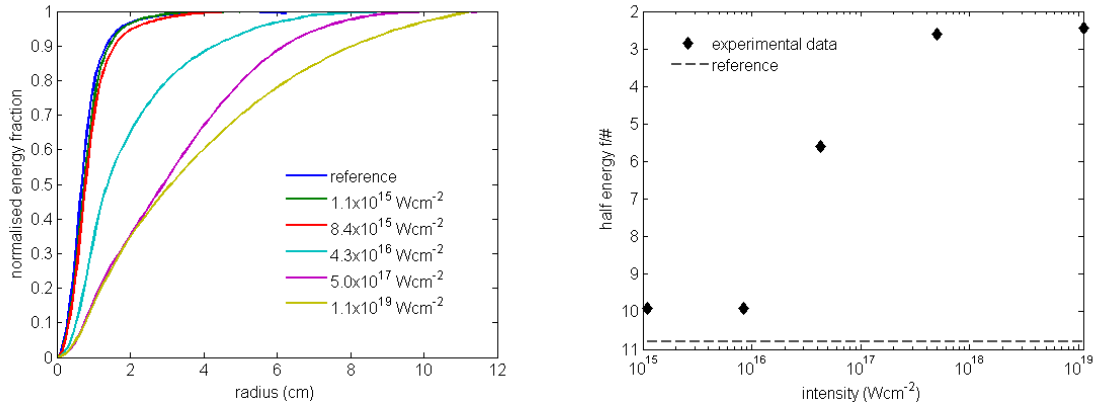 1
0.9
0.8
0.7
0.6
0.5
0.4
0.3
0.2
0.1
0
normalised energy fraction
reference
1.1x10^15 Wcm^-2
8.4x10^15 Wcm^-2
4.3x10^16 Wcm^-2
5.0x10^17 Wcm^-2
1.1x10^19 Wcm^-2
0 2 4 6 8 10 12
radius (cm)
2
3
4
5
6
7
8
9
10
11
half energy f/#
experimental data
reference
10^15 10^16 10^17 10^18 10^19
intensity (Wcm^-2)